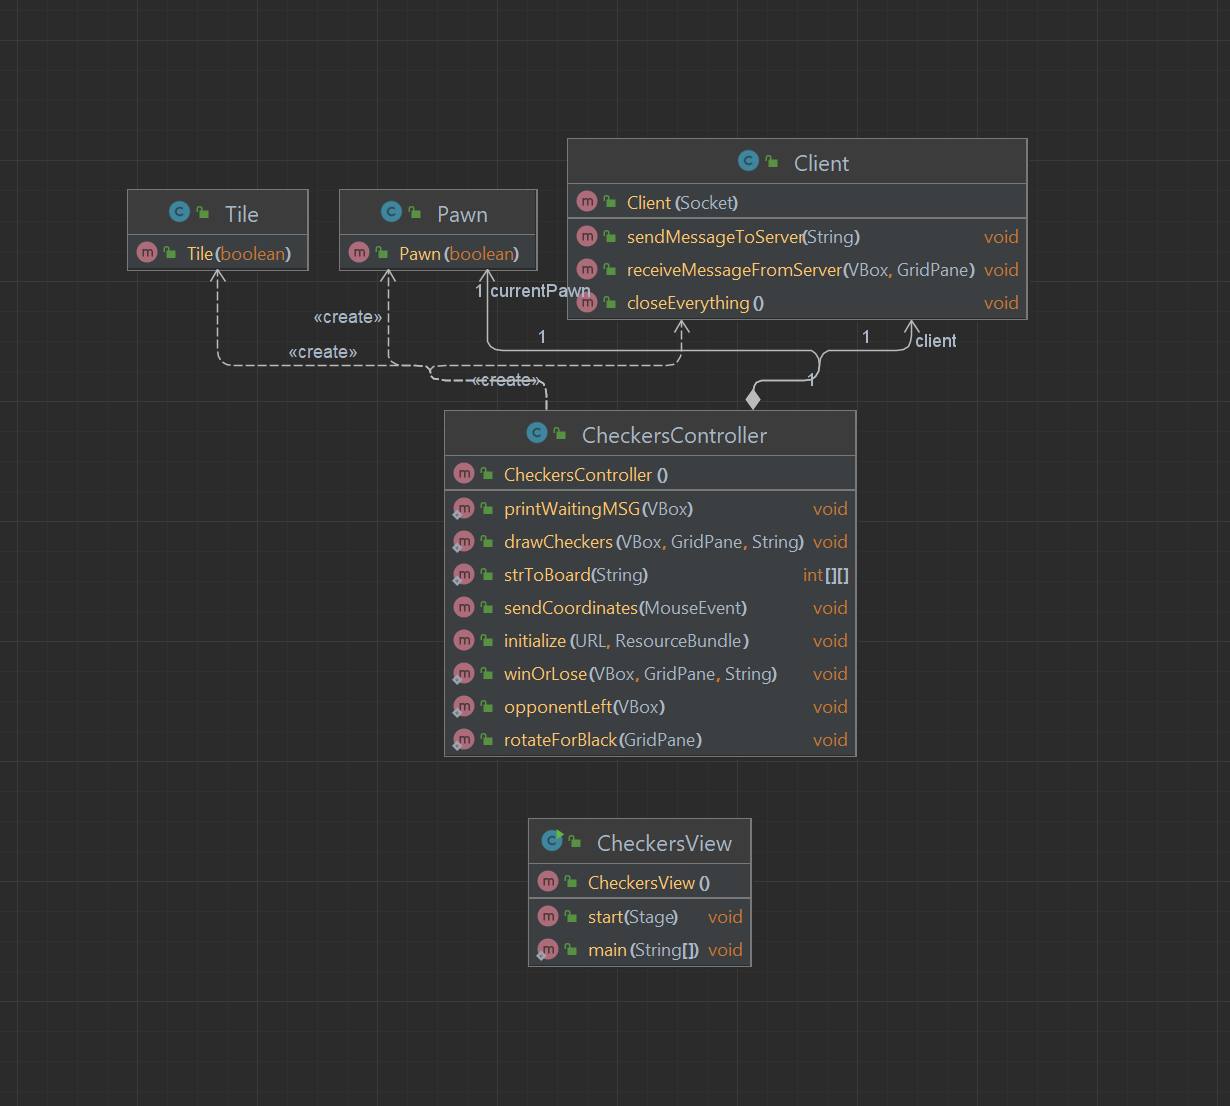 Client
Client (Socket)
sendMessageToServer(String) void
receiveMessageFromServer(VBox, GridPane) void
closeEverything () void
Tile
Tile(boolean)
Pawn
Pawn (boolean)
1 currentPawn
«create»
1
1
client
«create»
«create»
1
CheckersController
CheckersController ()
printWaitingMSG(VBox) void
drawCheckers (VBox, GridPane, String) void
strToBoard(String) int[][]
sendCoordinates(MouseEvent) void
initialize (URL, ResourceBundle) void
winOrLose(VBox, GridPane, String) void
opponentLeft(VBox) void
rotateForBlack(GridPane) void
CheckersView
CheckersView ()
start(Stage) void
main (String[]) void